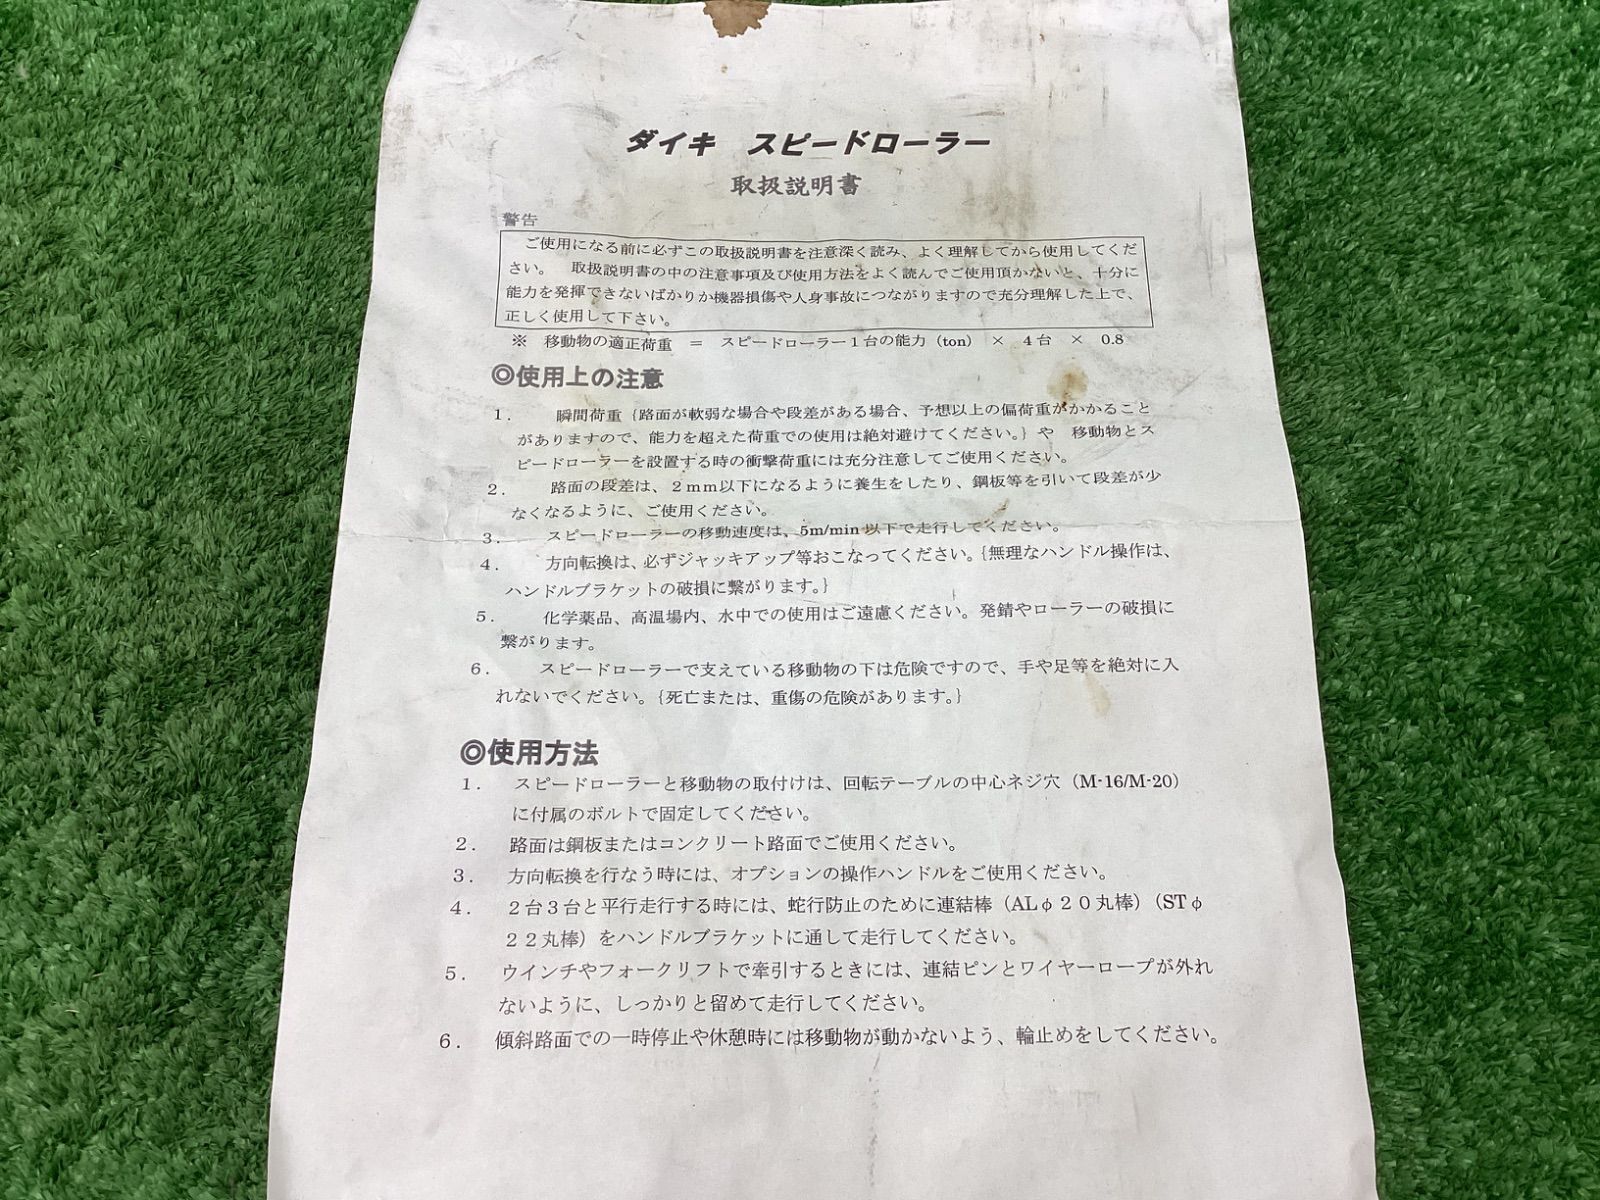 ダイキ　スピードローラー
取扱説明書
警告
ご使用になる前に必ずこの取扱説明書を注意深く読み、よく理解してから使用してくだ
さい。　取扱説明書の中の注意事項及び使用方法をよく読んでご使用頂かないと、十分に
能力を発揮できないばかりか機器損傷や人身事故につながりますので充分理解した上で、
正しく使用して下さい。
※　移動物の適正荷重　＝　スピードローラー１台の能力（ton）　×　４台　×　0.8
◎使用上の注意
１．　瞬間荷重｛路面が軟弱な場合や段差がある場合、予想以上の偏荷重がかかること
がありますので、能力を超えた荷重での使用は絶対避けてください。｝や　移動物とス
ピードローラーを設置する時の衝撃荷重には充分注意してご使用ください。
２．　路面の段差は、２ｍｍ以下になるように養生をしたり、鋼板等を引いて段差が少
なくなるように、ご使用ください。
３．　スピードローラーの移動速度は、5m/min以下で走行してください。
４．　方向転換は、必ずジャッキアップ等おこなってください。｛無理なハンドル操作は、
ハンドルブラケットの破損に繋がります。｝
５．　化学薬品、高温場内、水中での使用はご遠慮ください。発錆やローラーの破損に
繋がります。
６．　スピードローラーで支えている移動物の下は危険ですので、手や足等を絶対に入
れないでください。｛死亡または、重傷の危険があります。｝
◎使用方法
１．　スピードローラーと移動物の取付けは、回転テーブルの中心ネジ穴（M-16/M-20）
に付属のボルトで固定してください。
２．　路面は鋼板またはコンクリート路面でご使用ください。
３．　方向転換を行なう時には、オプションの操作ハンドルをご使用ください。
４．　２台３台と平行走行する時には、蛇行防止のために連結棒（ALφ２０丸棒）（STφ
２２丸棒）をハンドルブラケットに通して走行してください。
５．　ウインチやフォークリフトで牽引するときには、連結ピンとワイヤーロープが外れ
ないように、しっかりと留めて走行してください。
６．　傾斜路面での一時停止や休憩時には移動物が動かないよう、輪止めをしてください。